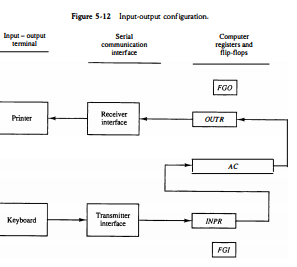 Figure 5-12 Input-output configuration.
Input – output
terminal
Serial
communication
interface
Computer
registers and
flip-flops
FGO
Printer
Receiver
interface
OUTR
AC
Keyboard
Transmitter
interface
INPR
FGI